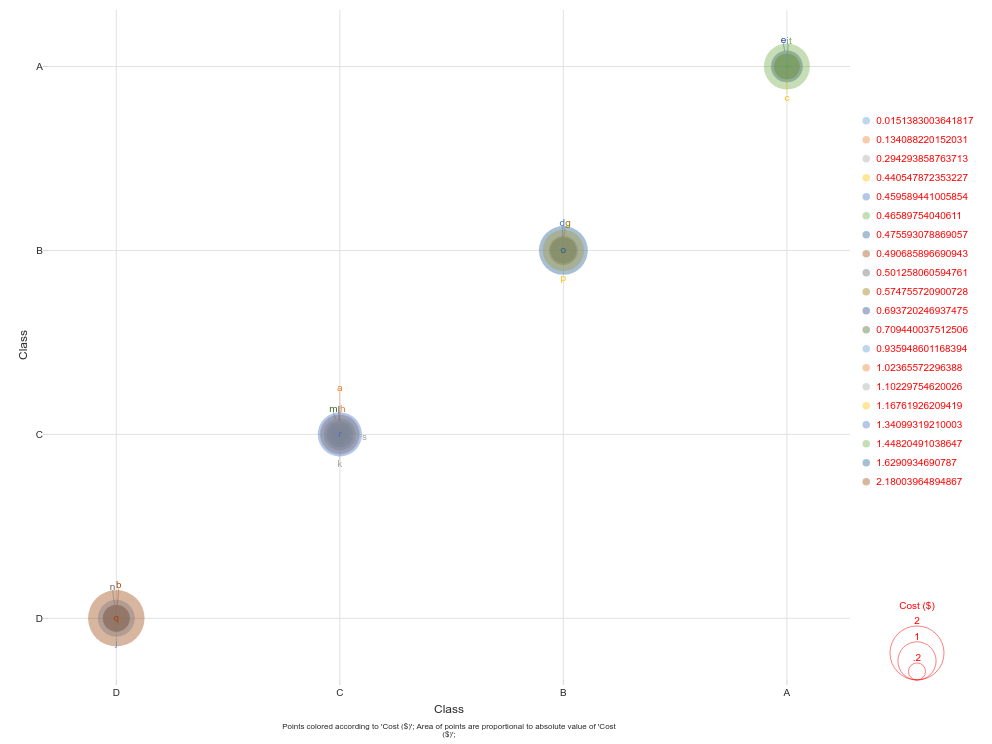 A
B
C
D
D
C
B
A
Class
Class
e
t
c
d
g
o
p
a
m
h
r
s
k
n
b
q
j
0.0151383003641817
0.134088220152031
0.294293858763713
0.440547872353227
0.459589441005854
0.46589754040611
0.475593078869057
0.490685896690943
0.501258060594761
0.574755720900728
0.693720246937475
0.709440037512506
0.935948601168394
1.02365572296388
1.10229754620026
1.16761926209419
1.34099319210003
1.44820491038647
1.6290934690787
2.18003964894867
Cost ($)
2
1
.2
Points colored according to 'Cost ($)'; Area of points are proportional to absolute value of 'Cost
($)';